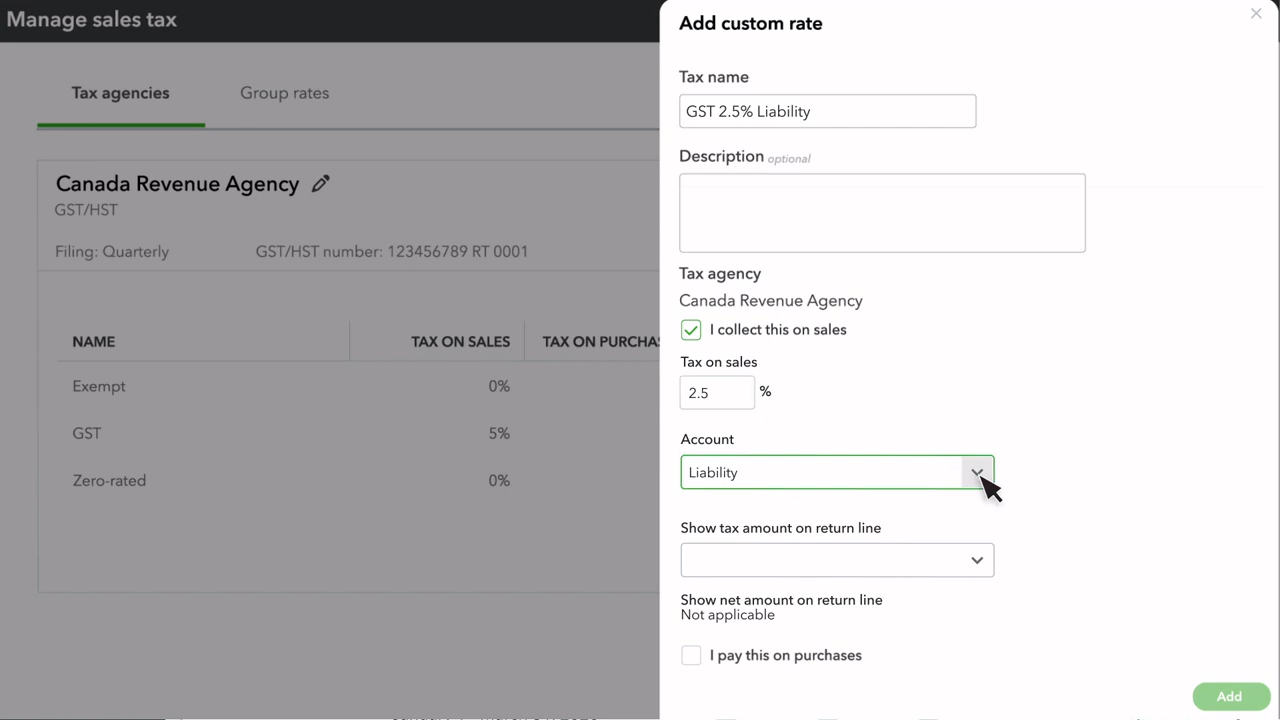 Manage sales tax
Tax agencies
Group rates
Canada Revenue Agency
GST/HST
Filing: Quarterly
GST/HST number: 123456789 RT 0001
NAME
TAX ON SALES
TAX ON PURCHA
Exempt
0%
GST
5%
Zero-rated
0%
Add custom rate
Tax name
GST 2.5% Liability
Description optional
Tax agency
Canada Revenue Agency
I collect this on sales
Tax on sales
2.5 %
Account
Liability
Show tax amount on return line
Show net amount on return line
Not applicable
I pay this on purchases
Add